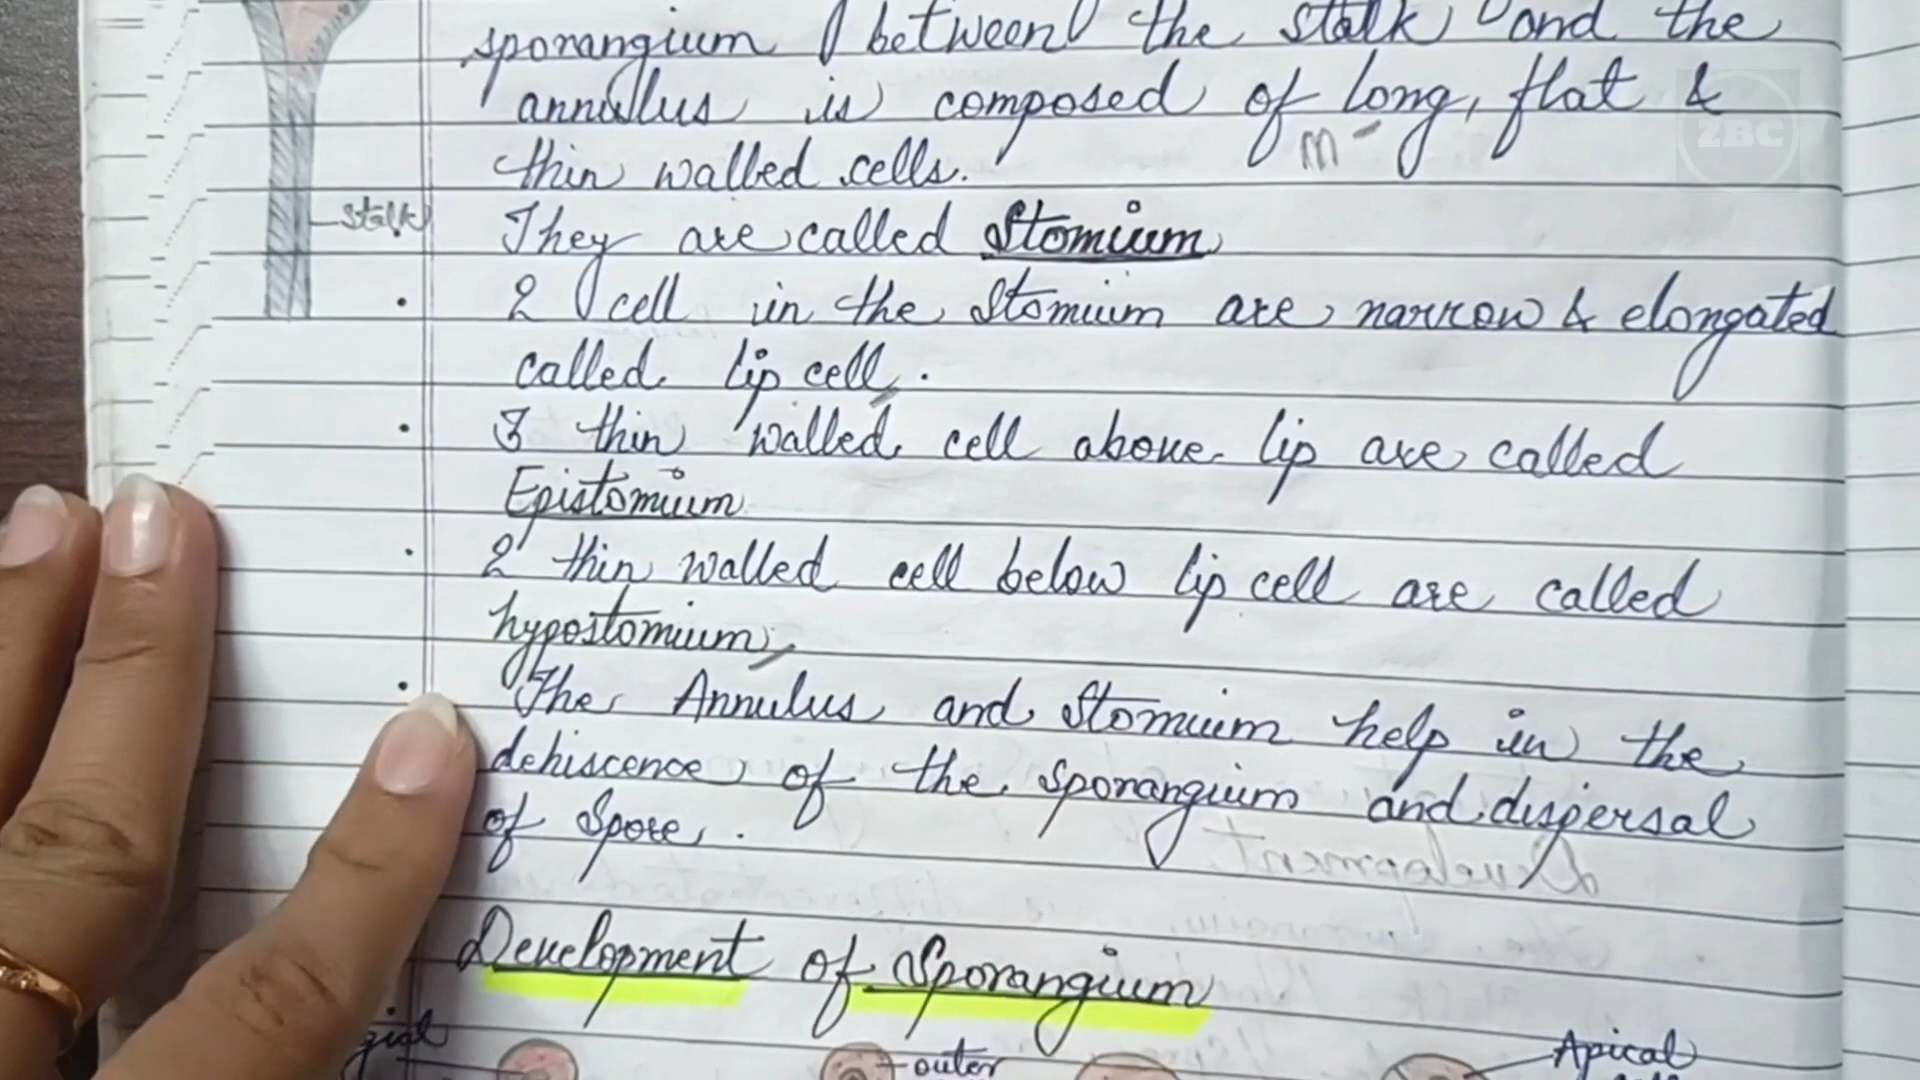 sporangium between the stalk and the
annulus is composed of long, flat &
thin walled cells.
stalk
They are called Stomium
2 cell in the Stomium are narrow & elongated
called lip cell.
3 thin walled cell above lip are called
Epistomium
2 thin walled cell below lip cell are called
hypostomium
The Annulus and Stomium help in the
dehiscence of the sporangium and dispersal
of Spore.
Development of Sporangium
gial
outer
Apical
2BC